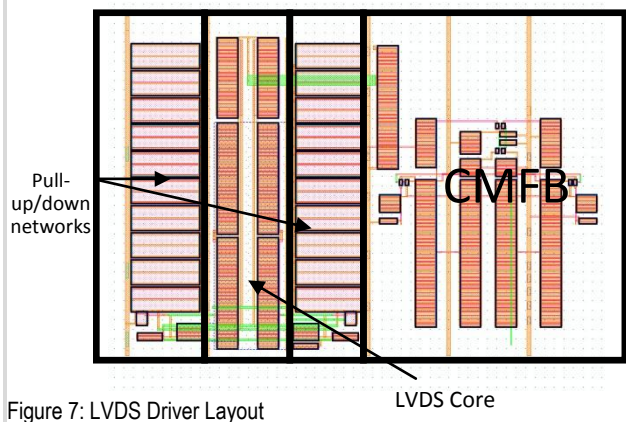 Pull-
up/down
networks
CMFB
LVDS Core
Figure 7: LVDS Driver Layout